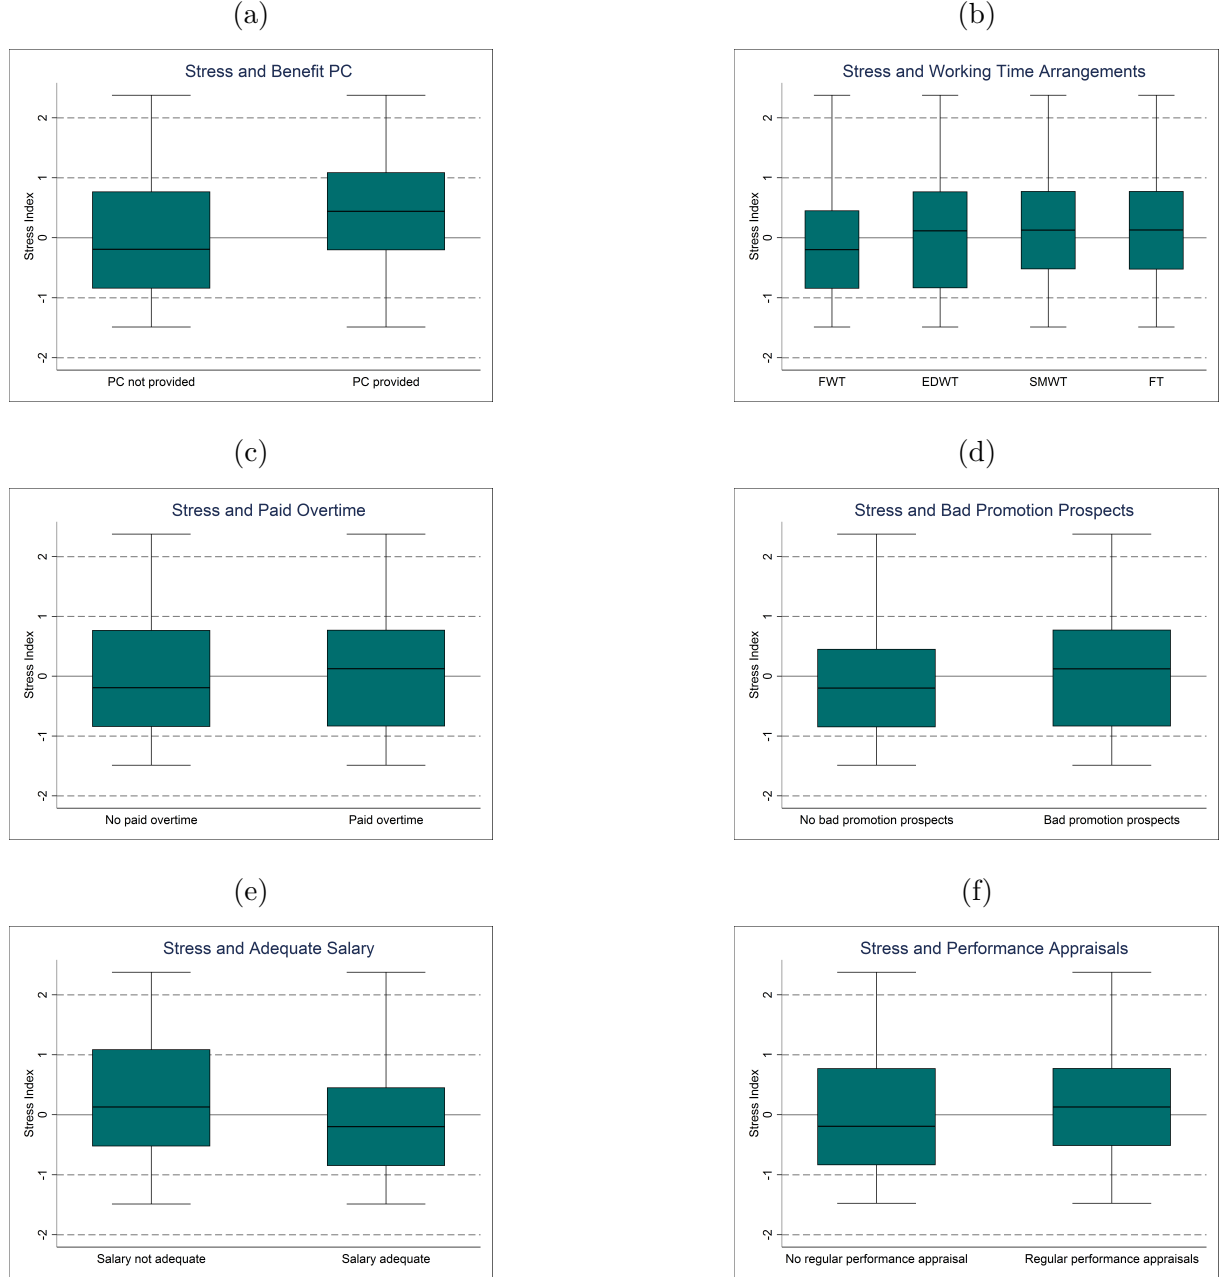 (a)
Stress and Benefit PC
Stress Index
2
1
0
-1
-2
PC not provided PC provided
(b)
Stress and Working Time Arrangements
Stress Index
2
1
0
-1
-2
FWT EDWT SMWT FT
(c)
Stress and Paid Overtime
Stress Index
2
1
0
-1
-2
No paid overtime Paid overtime
(d)
Stress and Bad Promotion Prospects
Stress Index
2
1
0
-1
-2
No bad promotion prospects Bad promotion prospects
(e)
Stress and Adequate Salary
Stress Index
2
1
0
-1
-2
Salary not adequate Salary adequate
(f)
Stress and Performance Appraisals
Stress Index
2
1
0
-1
-2
No regular performance appraisal Regular performance appraisals